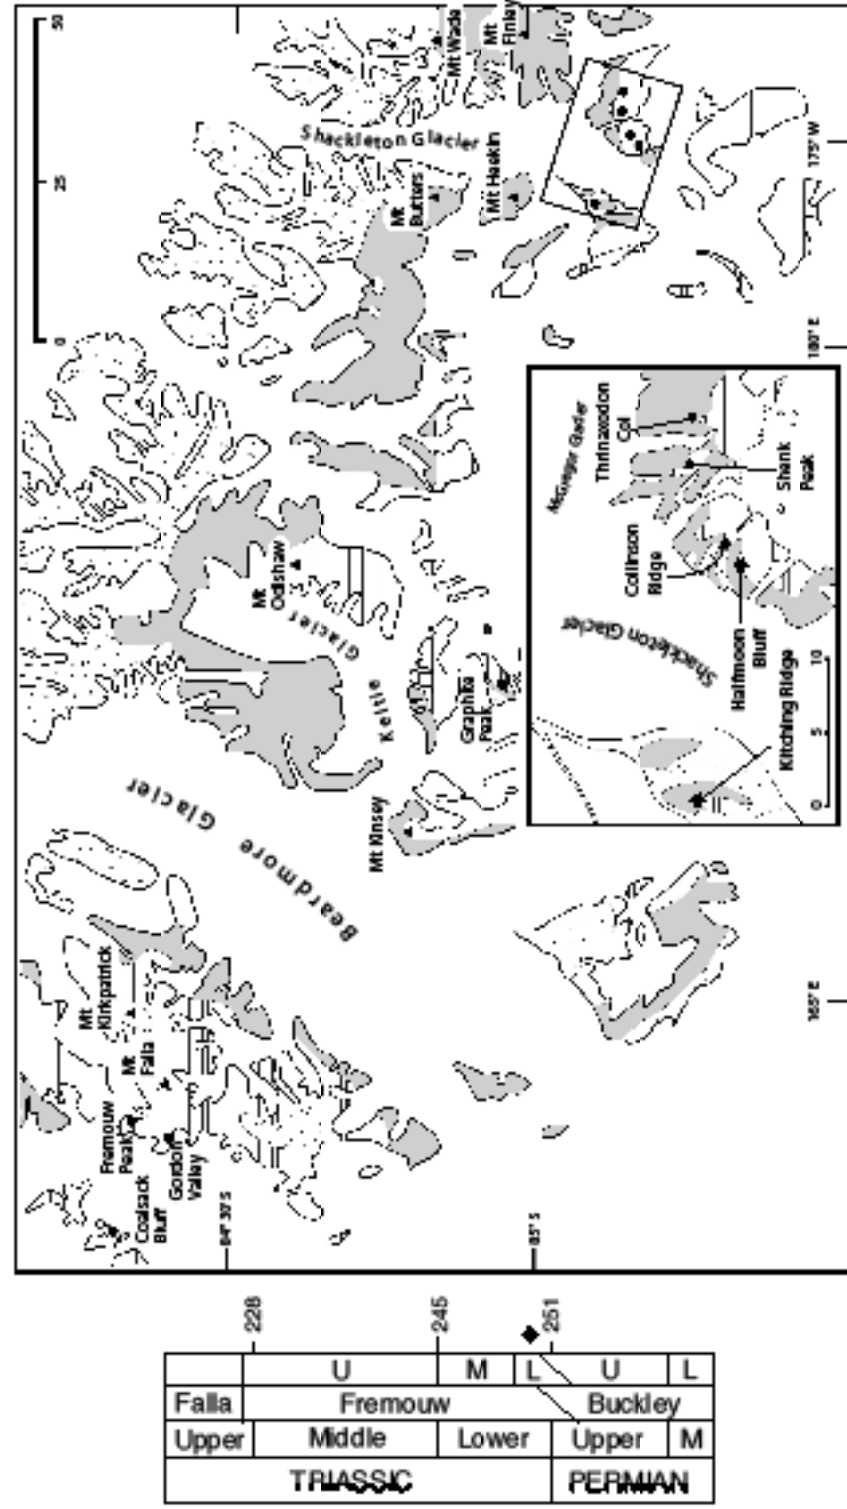 50
25
0
Mt Wade
Mt
Finley
Shackleton Glacier
Mt
Butters
Mt Heekin
175° W
180° E
165° E
Mt
Odishaw
Keltie Glacier
Graphite
Peak
Mt Kinsey
Beardmore Glacier
Mt
Kirkpatrick
Mt
Falla
Fremouw
Peak
Gordon
Valley
Coalsack
Bluff
84° 30' S
85° S
McGregor Glacier
Thrinaxodon
Col
Shenk
Peak
Collinson
Ridge
Shackleton Glacier
Halfmoon
Bluff
Kitching Ridge
10
5
0
228
245
251
U
M
L
U
L
Falla
Fremouw
Buckley
Upper
Middle
Lower
Upper
M
TRIASSIC
PERMIAN